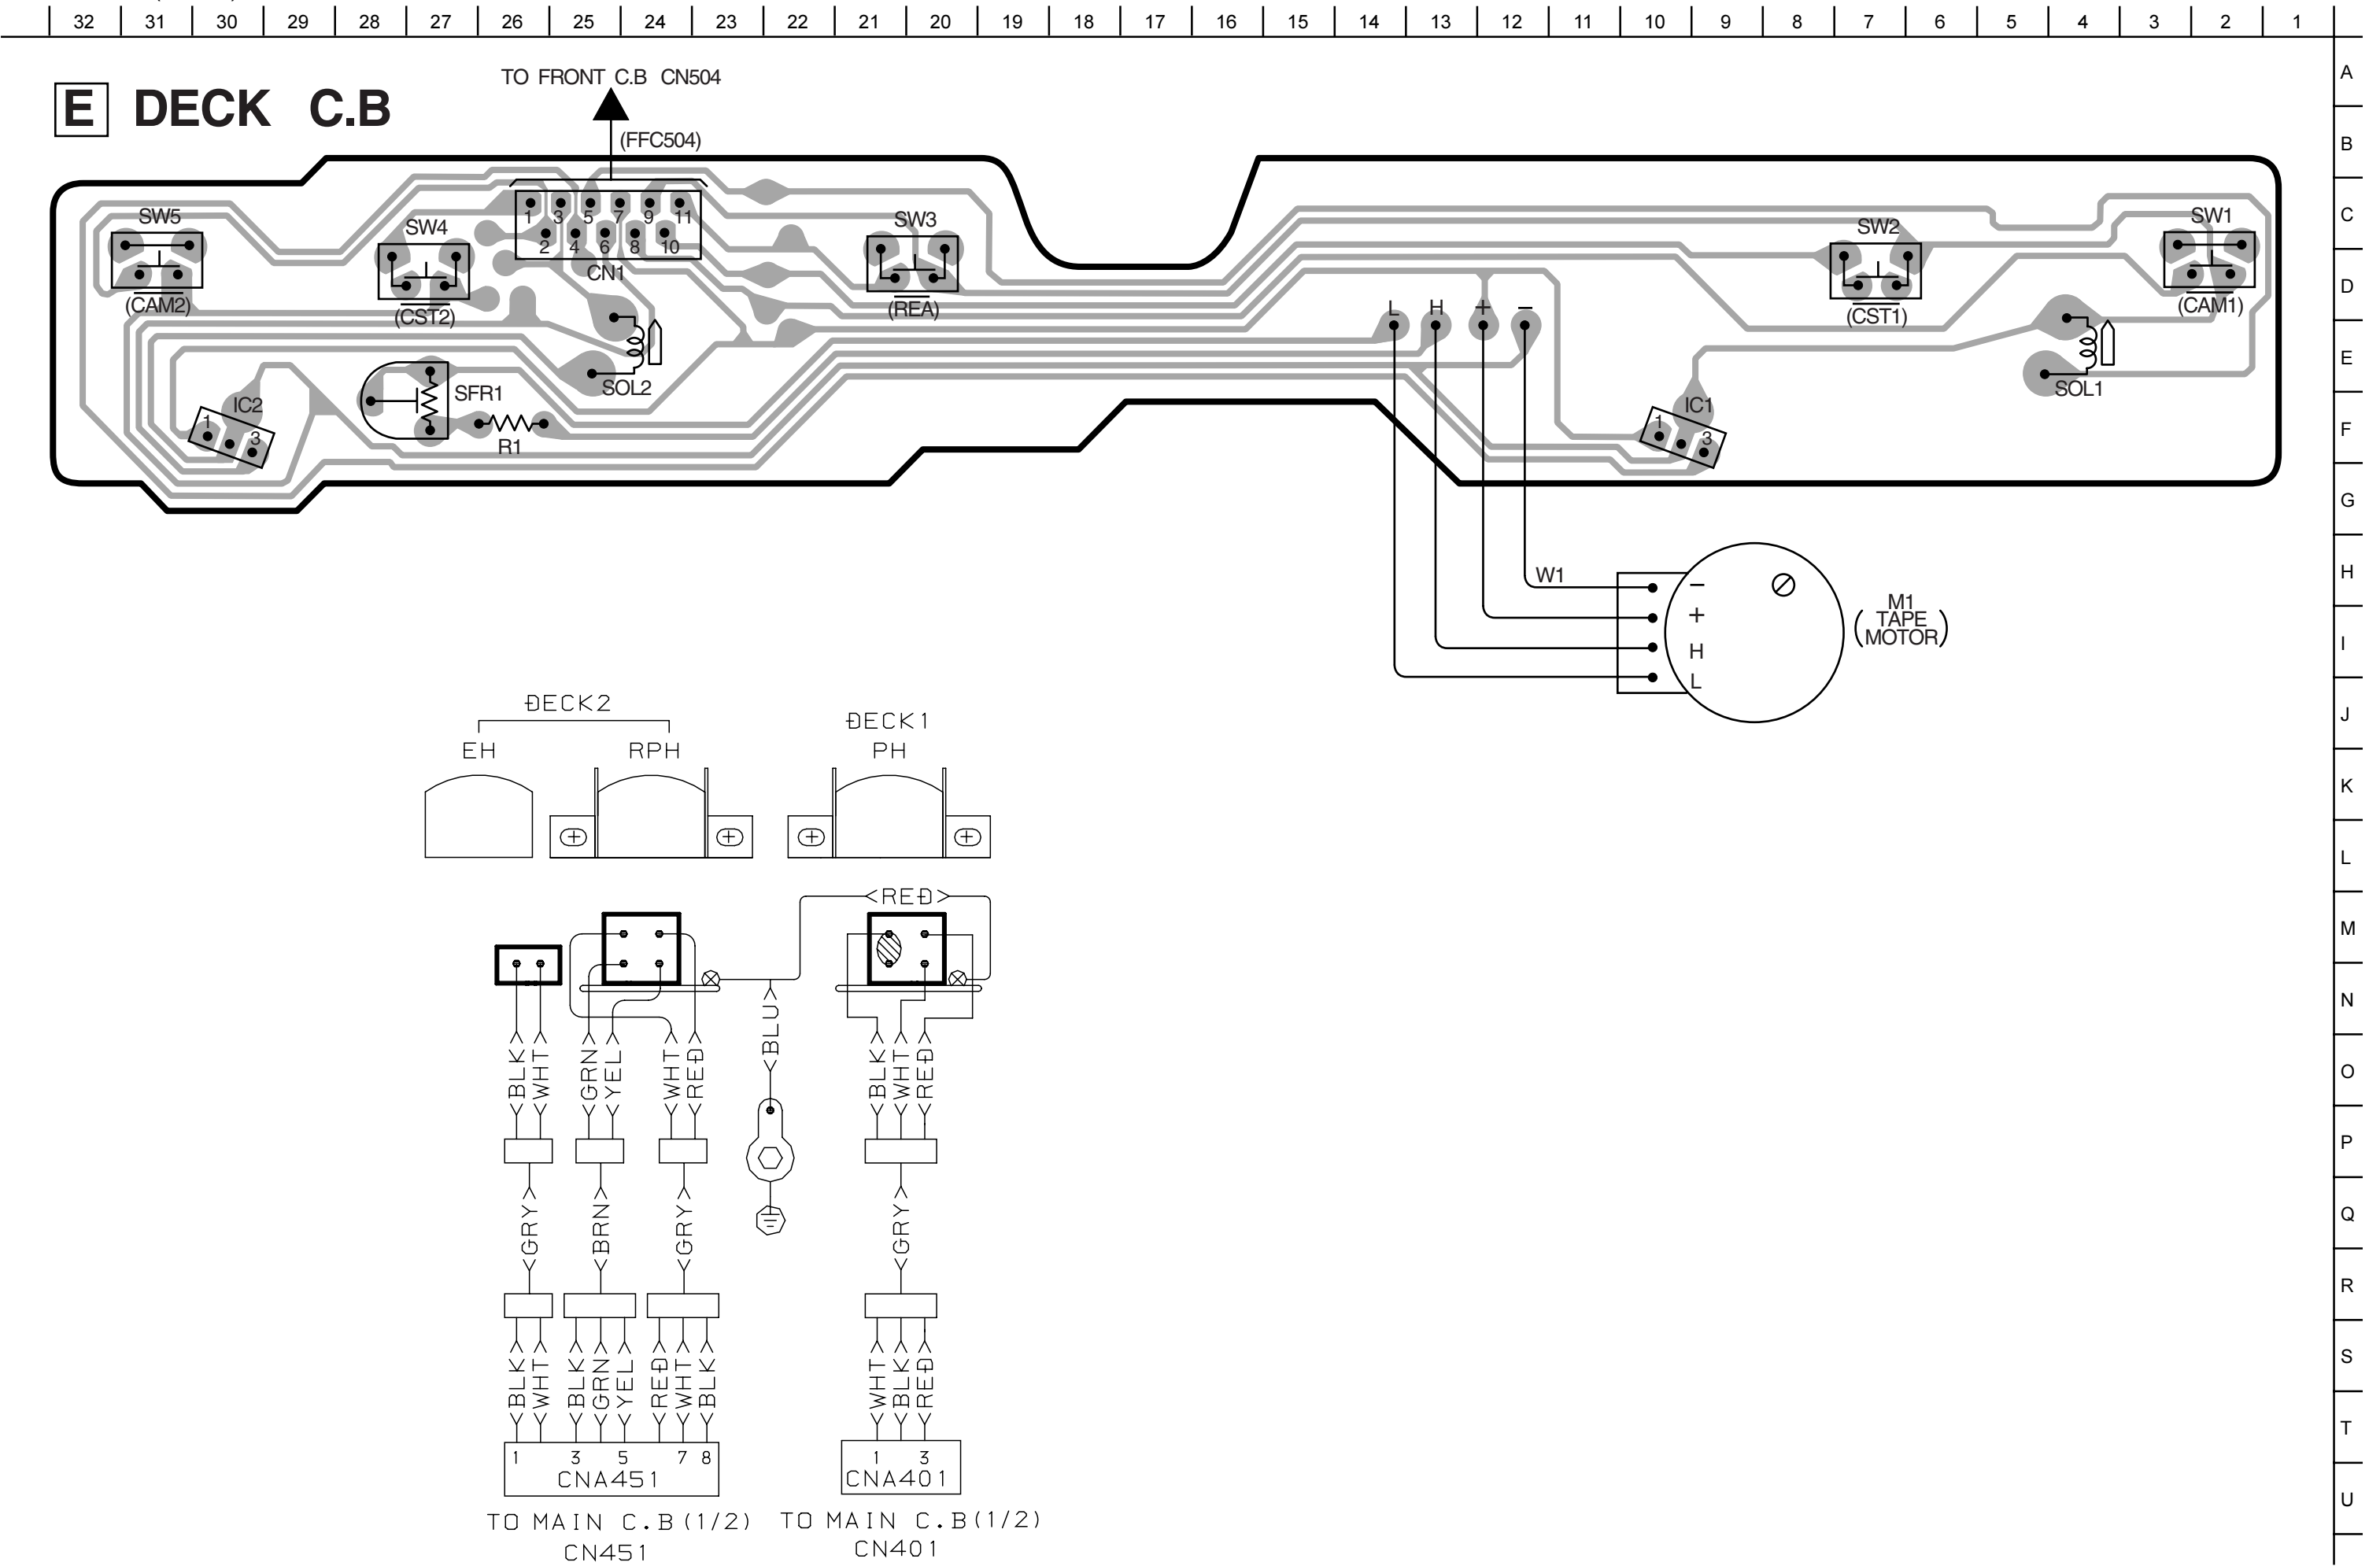 32 31 30 29 28 27 26 25 24 23 22 21 20 19 18 17 16 15 14 13 12 11 10 9 8 7 6 5 4 3 2 1
A
B
C
D
E
F
G
H
I
J
K
L
M
N
O
P
Q
R
S
T
U
E DECK C.B
TO FRONT C.B CN504
(FFC504)
SW5
(CAM2)
SW4
(CST2)
1 3 5 7 9 11
2 4 6 8 10
CN1
SW3
(REA)
SW2
(CST1)
SW1
(CAM1)
L H + −
SOL2
SOL1
SFR1
R1
IC2
1 3
IC1
1 3
W1
−
+
H
L
M1
(TAPE
MOTOR)
DECK2
EH RPH
DECK1
PH
<RED>
<BLU>
<BLK> <WHT> <GRN> <YEL> <WHT> <RED>
<BLK> <WHT> <RED>
<GRY> <BRN> <GRY>
<GRY>
<BLK> <WHT> <BLK> <GRN> <YEL> <RED> <WHT> <BLK>
<WHT> <BLK> <RED>
1 3 5 7 8
CNA451
1 3
CNA401
TO MAIN C.B(1/2)
CN451
TO MAIN C.B(1/2)
CN401